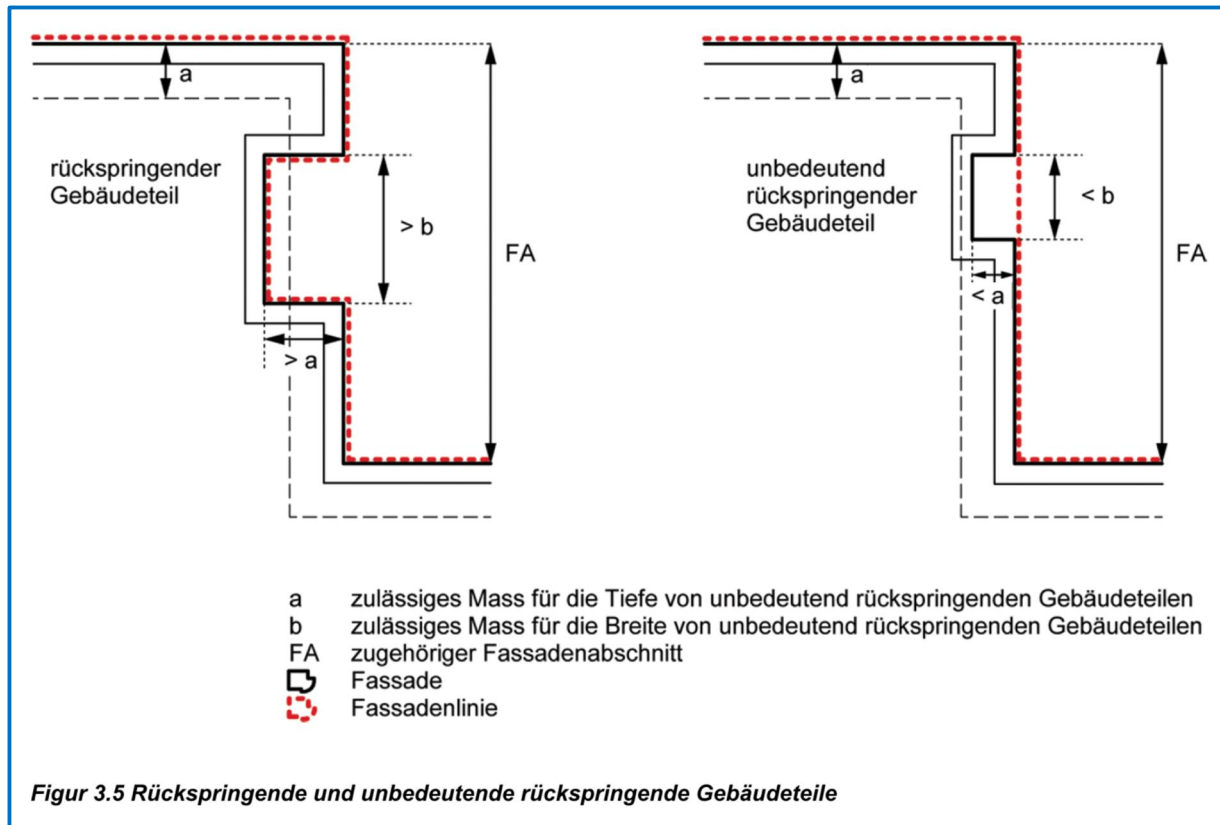 a
rückspringender
Gebäudeteil
> b
FA
> a
a
unbedeutend
rückspringender
Gebäudeteil
< b
FA
< a
a zulässiges Mass für die Tiefe von unbedeutend rückspringenden Gebäudeteilen
b zulässiges Mass für die Breite von unbedeutend rückspringenden Gebäudeteilen
FA zugehöriger Fassadenabschnitt
Fassade
Fassadenlinie
Figur 3.5 Rückspringende und unbedeutende rückspringende Gebäudeteile